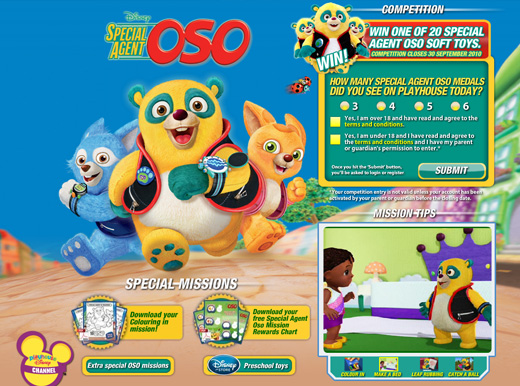 Disney
SPECIAL
AGENT
OSO
COMPETITION
WIN!
WIN ONE OF 20 SPECIAL
AGENT OSO SOFT TOYS.
COMPETITION CLOSES 30 SEPTEMBER 2010
HOW MANY SPECIAL AGENT OSO MEDALS
DID YOU SEE ON PLAYHOUSE TODAY?
3 4 5 6
Yes, I am over 18 and have read and agree to the
terms and conditions.
Yes, I am under 18 and I have read and agree to
the terms and conditions and I have my parent
or guardian's permission to enter.*
Once you hit the 'Submit' button,
you'll be asked to login or register
SUBMIT
*Your competition entry is not valid unless your account has been
activated by your parent or guardian before the closing date.
MISSION TIPS
SPECIAL MISSIONS
Download your
Colouring in
mission!
Download your
free Special Agent
Oso Mission
Rewards Chart!
Extra special OSO missions
Disney
STORE
Preschool toys
playhouse
Disney
CHANNEL
COLOUR IN
MAKE A BED
LEAF RUBBING
CATCH A BALL